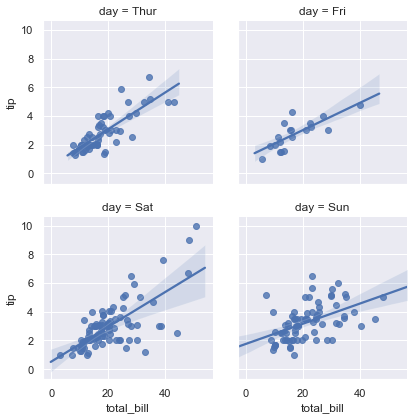 day = Thur
day = Fri
10
8
6
4
2
0
tip
day = Sat
day = Sun
10
8
6
4
2
0
tip
0
20
40
total_bill
0
20
40
total_bill